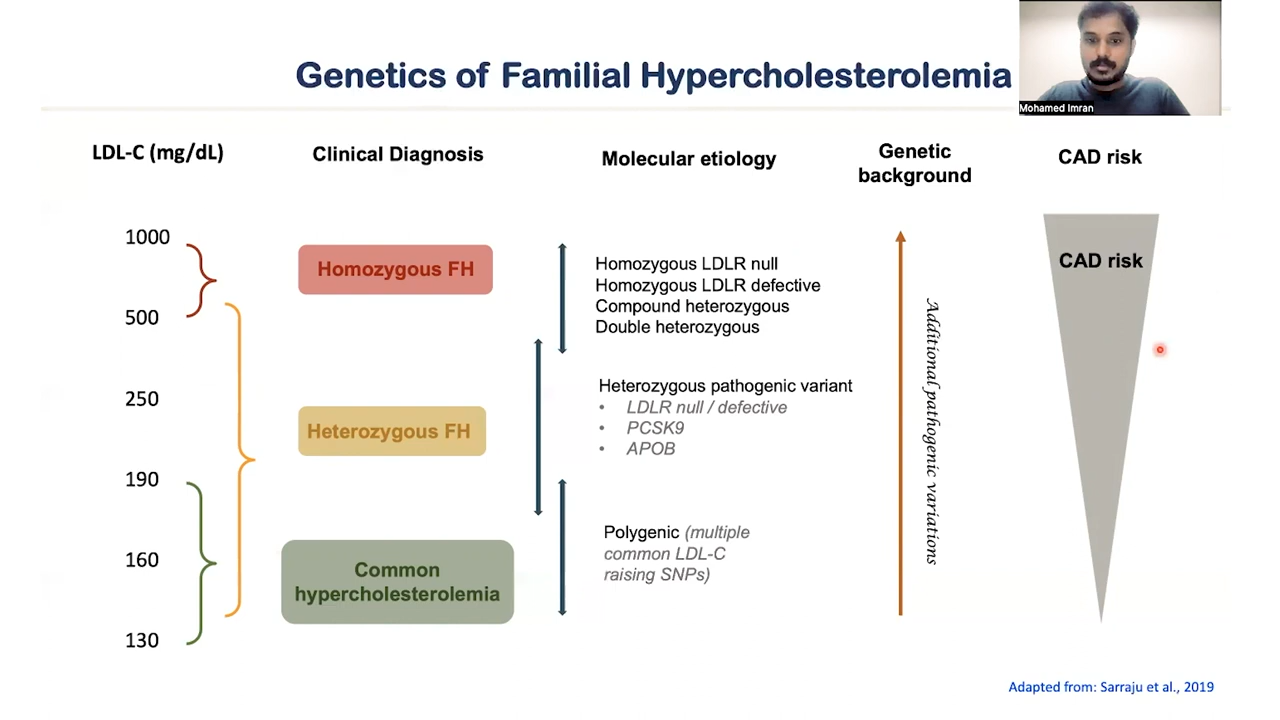 Genetics of Familial Hypercholesterolemia
Mohamed Imran
LDL-C (mg/dL)
Clinical Diagnosis
Molecular etiology
Genetic
background
CAD risk
1000
500
250
190
160
130
Homozygous FH
Heterozygous FH
Common
hypercholesterolemia
Homozygous LDLR null
Homozygous LDLR defective
Compound heterozygous
Double heterozygous
Heterozygous pathogenic variant
• LDLR null / defective
• PCSK9
• APOB
Polygenic (multiple
common LDL-C
raising SNPs)
Additional pathogenic variations
CAD risk
Adapted from: Sarraju et al., 2019